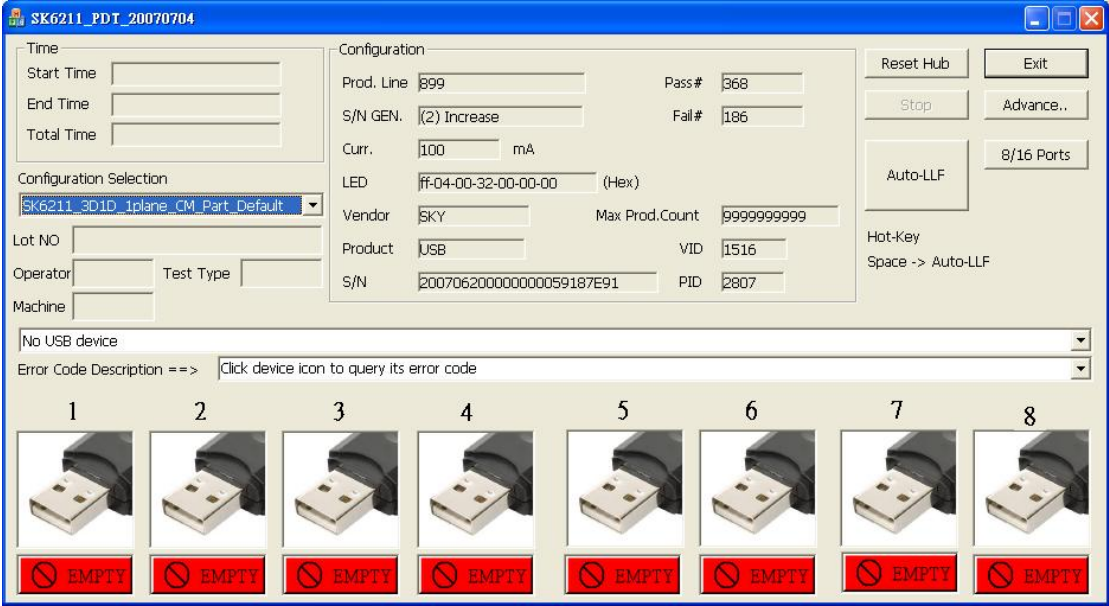 SK6211_PDT_20070704
Time
Start Time
End Time
Total Time
Configuration Selection
SK6211_3D1D_1plane_CM_Part_Default
Lot NO
Operator Test Type
Machine
Configuration
Prod. Line 899 Pass# 368
S/N GEN. (2) Increase Fail# 186
Curr. 100 mA
LED ff-04-00-32-00-00-00 (Hex)
Vendor SKY Max Prod.Count 9999999999
Product USB VID 1516
S/N 200706200000000059187E91 PID 2807
Reset Hub Exit
Stop Advance..
Auto-LLF 8/16 Ports
Hot-Key
Space -> Auto-LLF
No USB device
Error Code Description ==> Click device icon to query its error code
1 2 3 4 5 6 7 8
EMPTY EMPTY EMPTY EMPTY EMPTY EMPTY EMPTY EMPTY